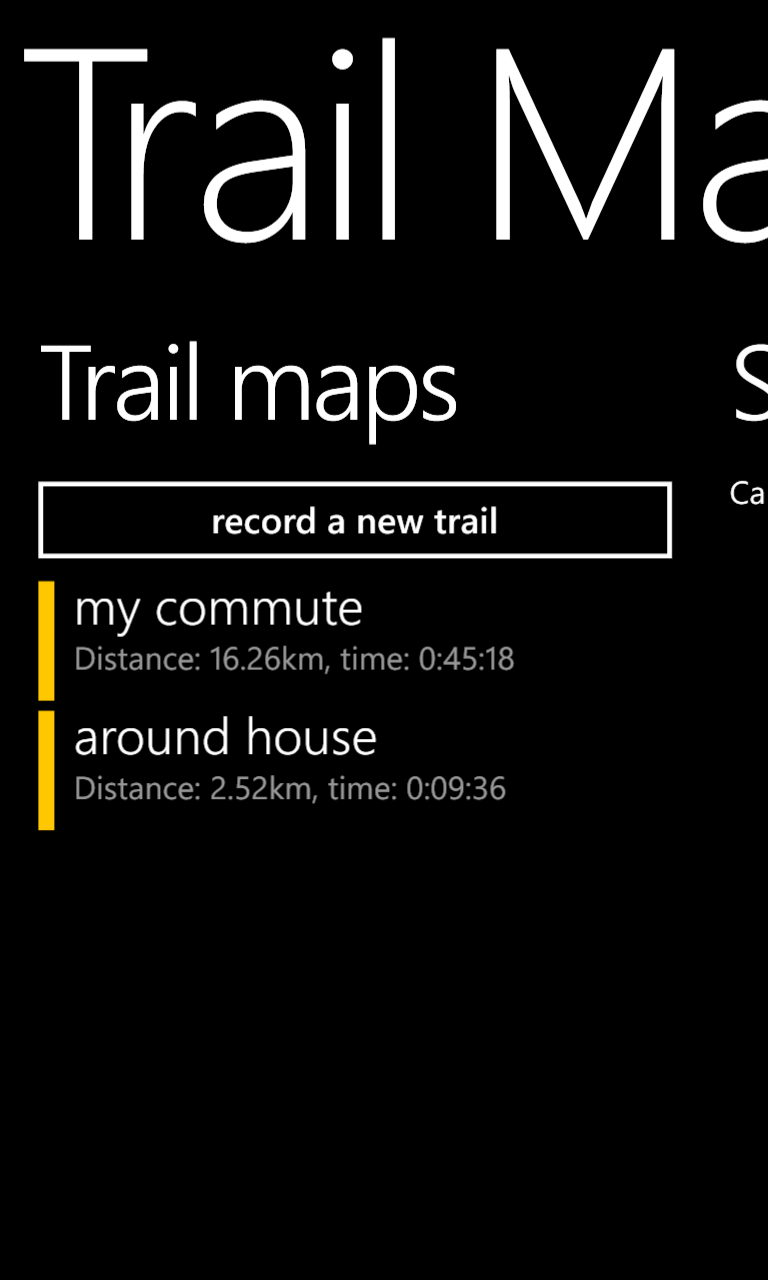 Trail Ma
Trail maps
S
record a new trail
Ca
my commute
Distance: 16.26km, time: 0:45:18
around house
Distance: 2.52km, time: 0:09:36